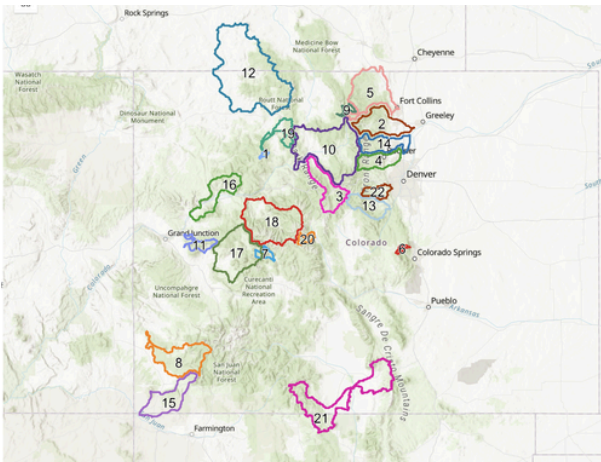 Rock Springs
Medicine Bow
National Forest
Cheyenne
Wasatch
National
Forest
12
5
Routt National
Forest
Fort Collins
Dinosaur National
Monument
9
Greeley
2
19
10
14
1
4
Green
Range
Denver
16
22
3
13
18
Grand Junction
20
Colorado
11
17
7
6
Colorado Springs
Colorado
Curecanti
National
Recreation
Area
Uncompahgre
National Forest
Pueblo
Arkansas
Sangre De Cristo Mountains
8
San Juan
National
Forest
15
21
Farmington